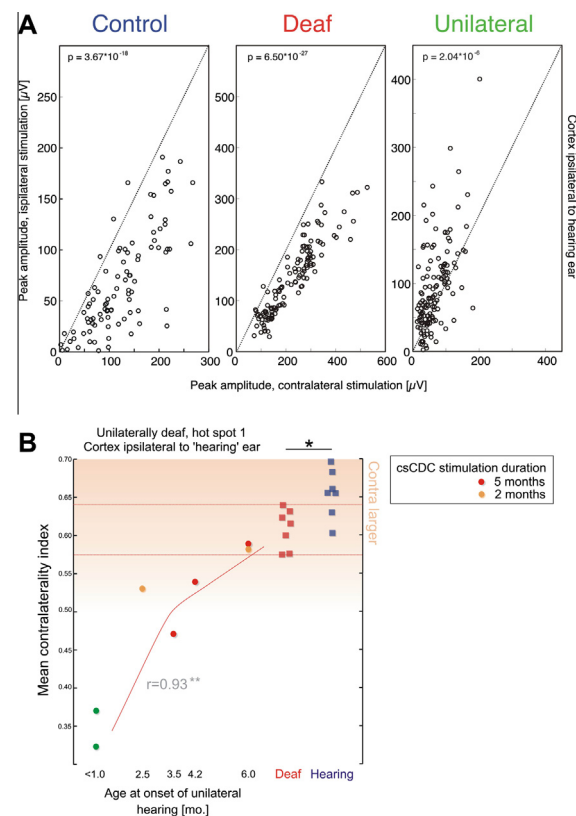 A
Control
Deaf
Unilateral
p = 3.67*10⁻¹⁸
p = 6.50*10⁻²⁷
p = 2.04*10⁻⁶
Peak amplitude, ispilateral stimulation [µV]
250
200
150
100
50
0
0
100
200
300
500
400
300
200
100
0
0
200
400
600
400
300
200
100
0
0
200
400
Cortex ipsilateral to hearing ear
Peak amplitude, contralateral stimulation [µV]
B
Unilaterally deaf, hot spot 1
Cortex ipsilateral to 'hearing' ear
*
Contra larger
csCDC stimulation duration
5 months
2 months
Mean contralaterality index
0.70
0.65
0.60
0.55
0.50
0.45
0.40
0.35
r=0.93 **
<1.0
2.5
3.5
4.2
6.0
Deaf
Hearing
Age at onset of unilateral
hearing [mo.]